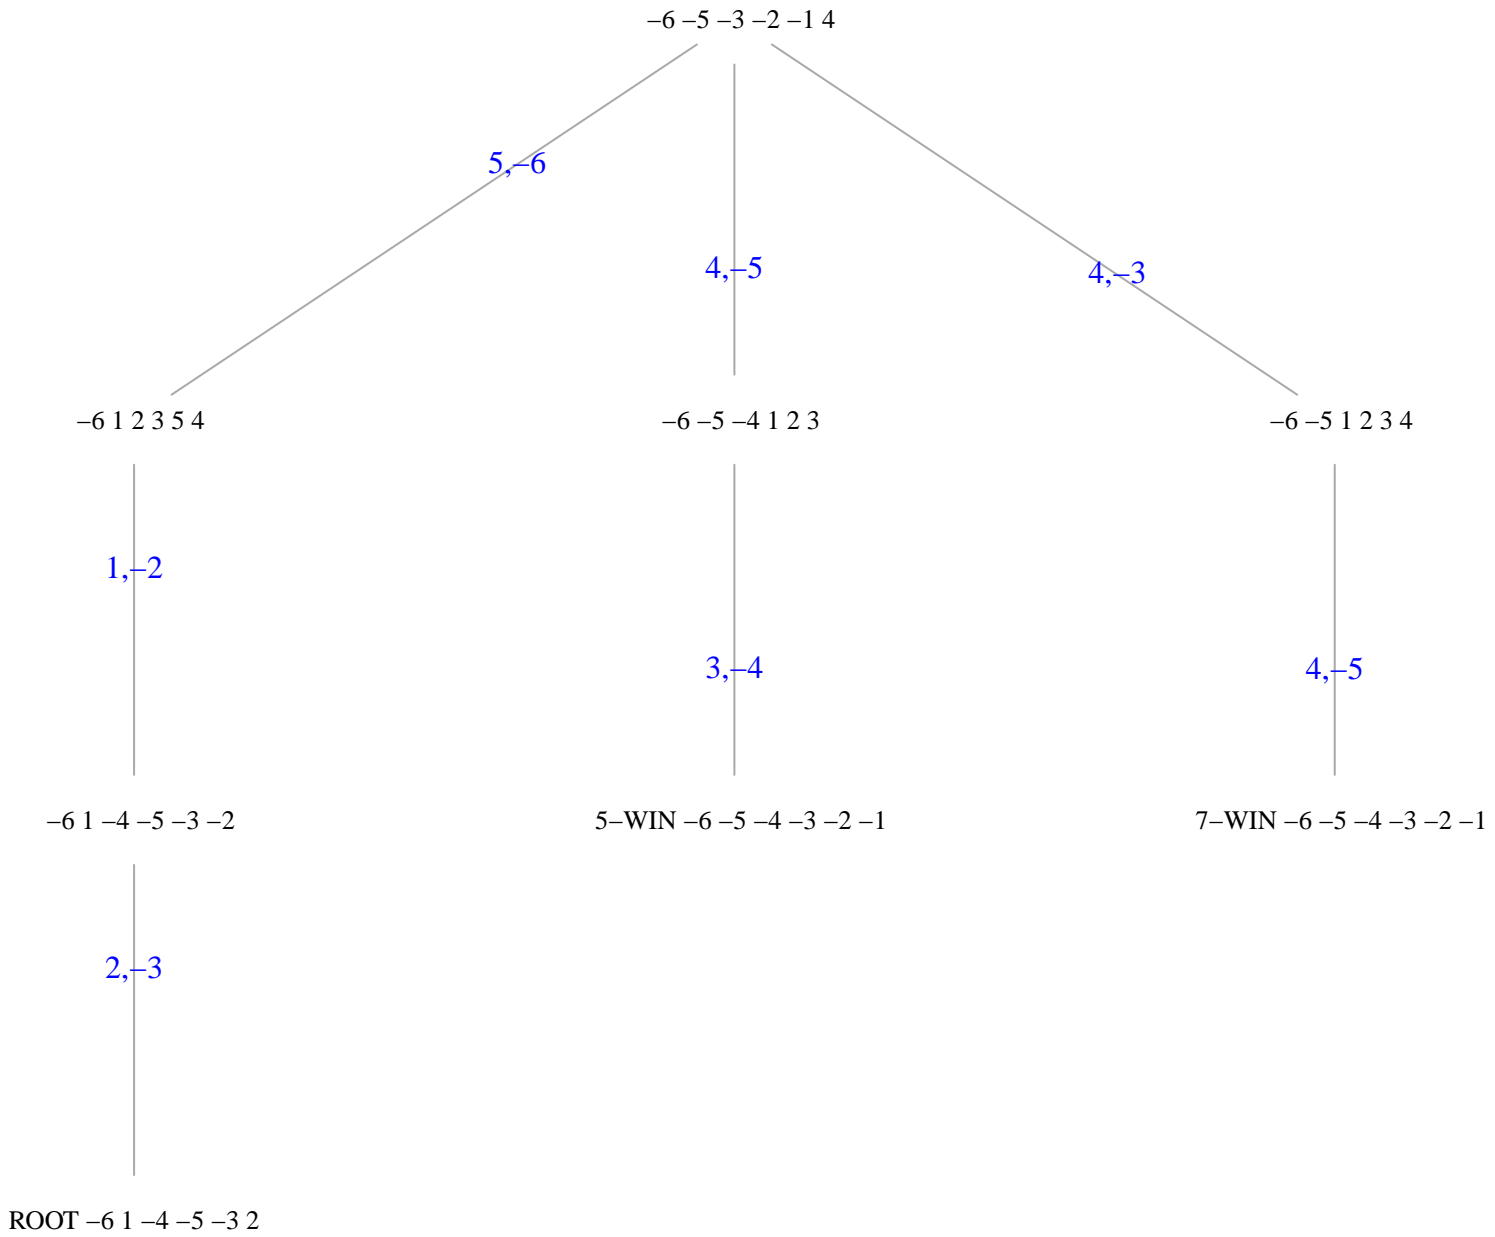 –6 –5 –3 –2 –1 4
5,–6
4,–5
4,–3
–6 1 2 3 5 4
–6 –5 –4 1 2 3
–6 –5 1 2 3 4
1,–2
3,–4
4,–5
–6 1 –4 –5 –3 –2
5–WIN –6 –5 –4 –3 –2 –1
7–WIN –6 –5 –4 –3 –2 –1
2,–3
ROOT –6 1 –4 –5 –3 2